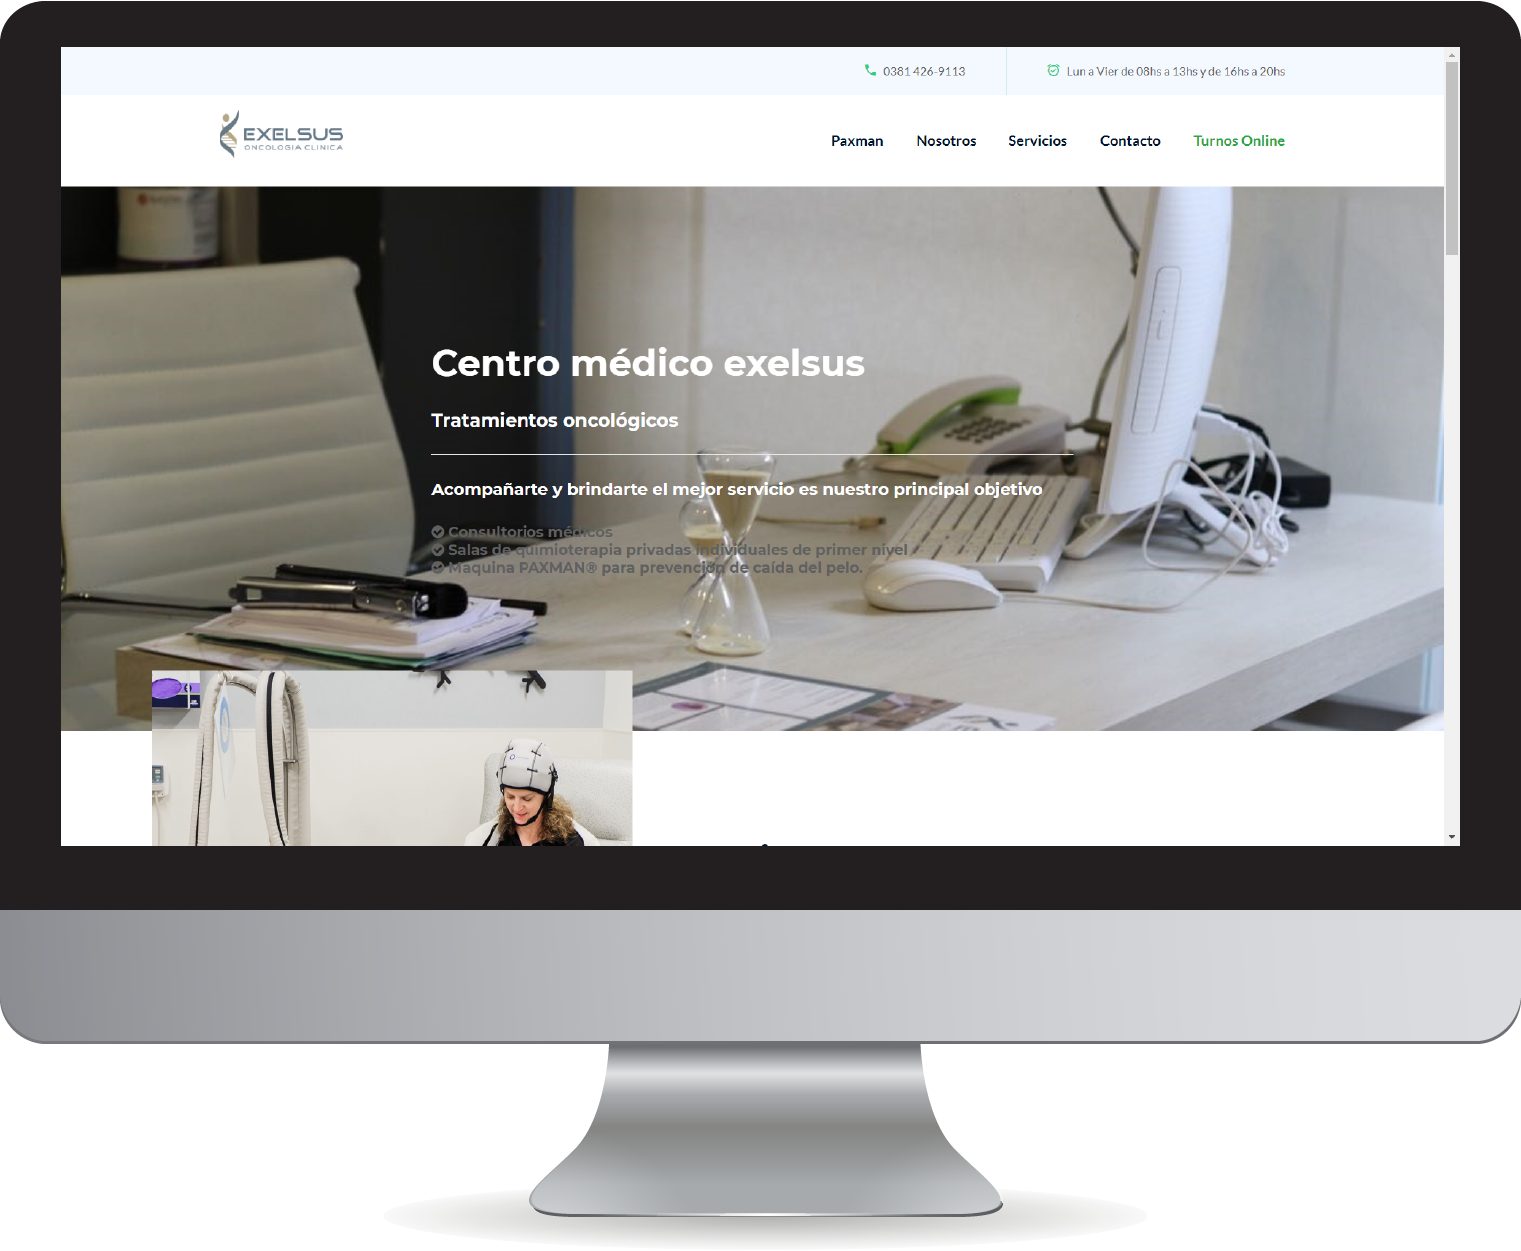 0381 426-9113
Lun a Vier de 08hs a 13hs y de 16hs a 20hs
EXELSUS
ONCOLOGIA CLINICA
Paxman Nosotros Servicios Contacto Turnos Online
Centro médico exelsus
Tratamientos oncológicos
Acompañarte y brindarte el mejor servicio es nuestro principal objetivo
Consultorios médicos
Salas de quimioterapia privadas individuales de primer nivel
Maquina PAXMAN® para prevención de caída del pelo.